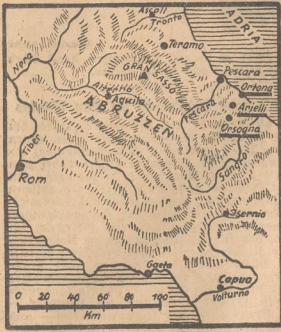 Ascoli
Tronto
ADRIA
Teramo
Nera
GRAN SASSO
Pescara
Ortona
Aquila
Pescara
Arielli
ABRUZZEN
Orsogna
Tiber
Sangro
Rom
Isernia
Gaeta
Capua
Volturno
0 20 40 60 80 100
Km